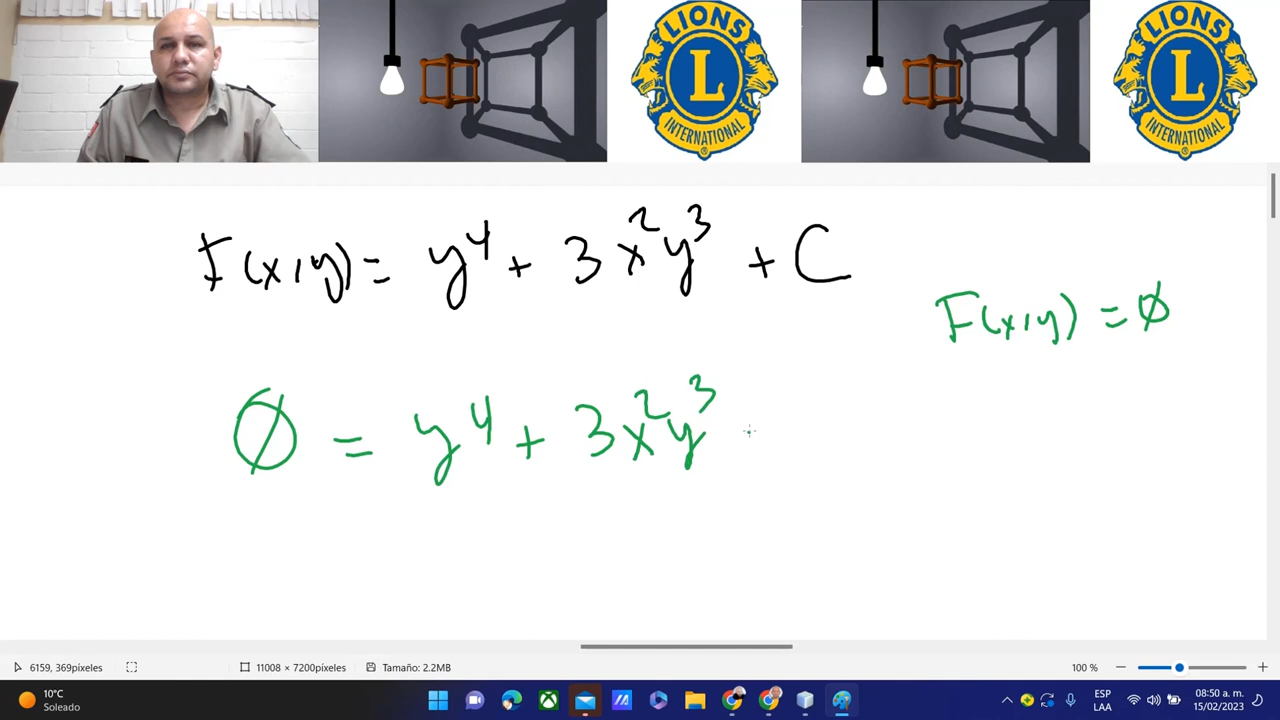 LIONS
L
INTERNATIONAL
®
LIONS
L
INTERNATIONAL
®
F(x,y) = y⁴ + 3x²y³ + C
F(x,y) = Ø
Ø = y⁴ + 3x²y³
6159, 369píxeles
11008 × 7200píxeles
Tamaño: 2.2MB
100 %
10°C
Soleado
ESP
LAA
08:50 a. m.
15/02/2023